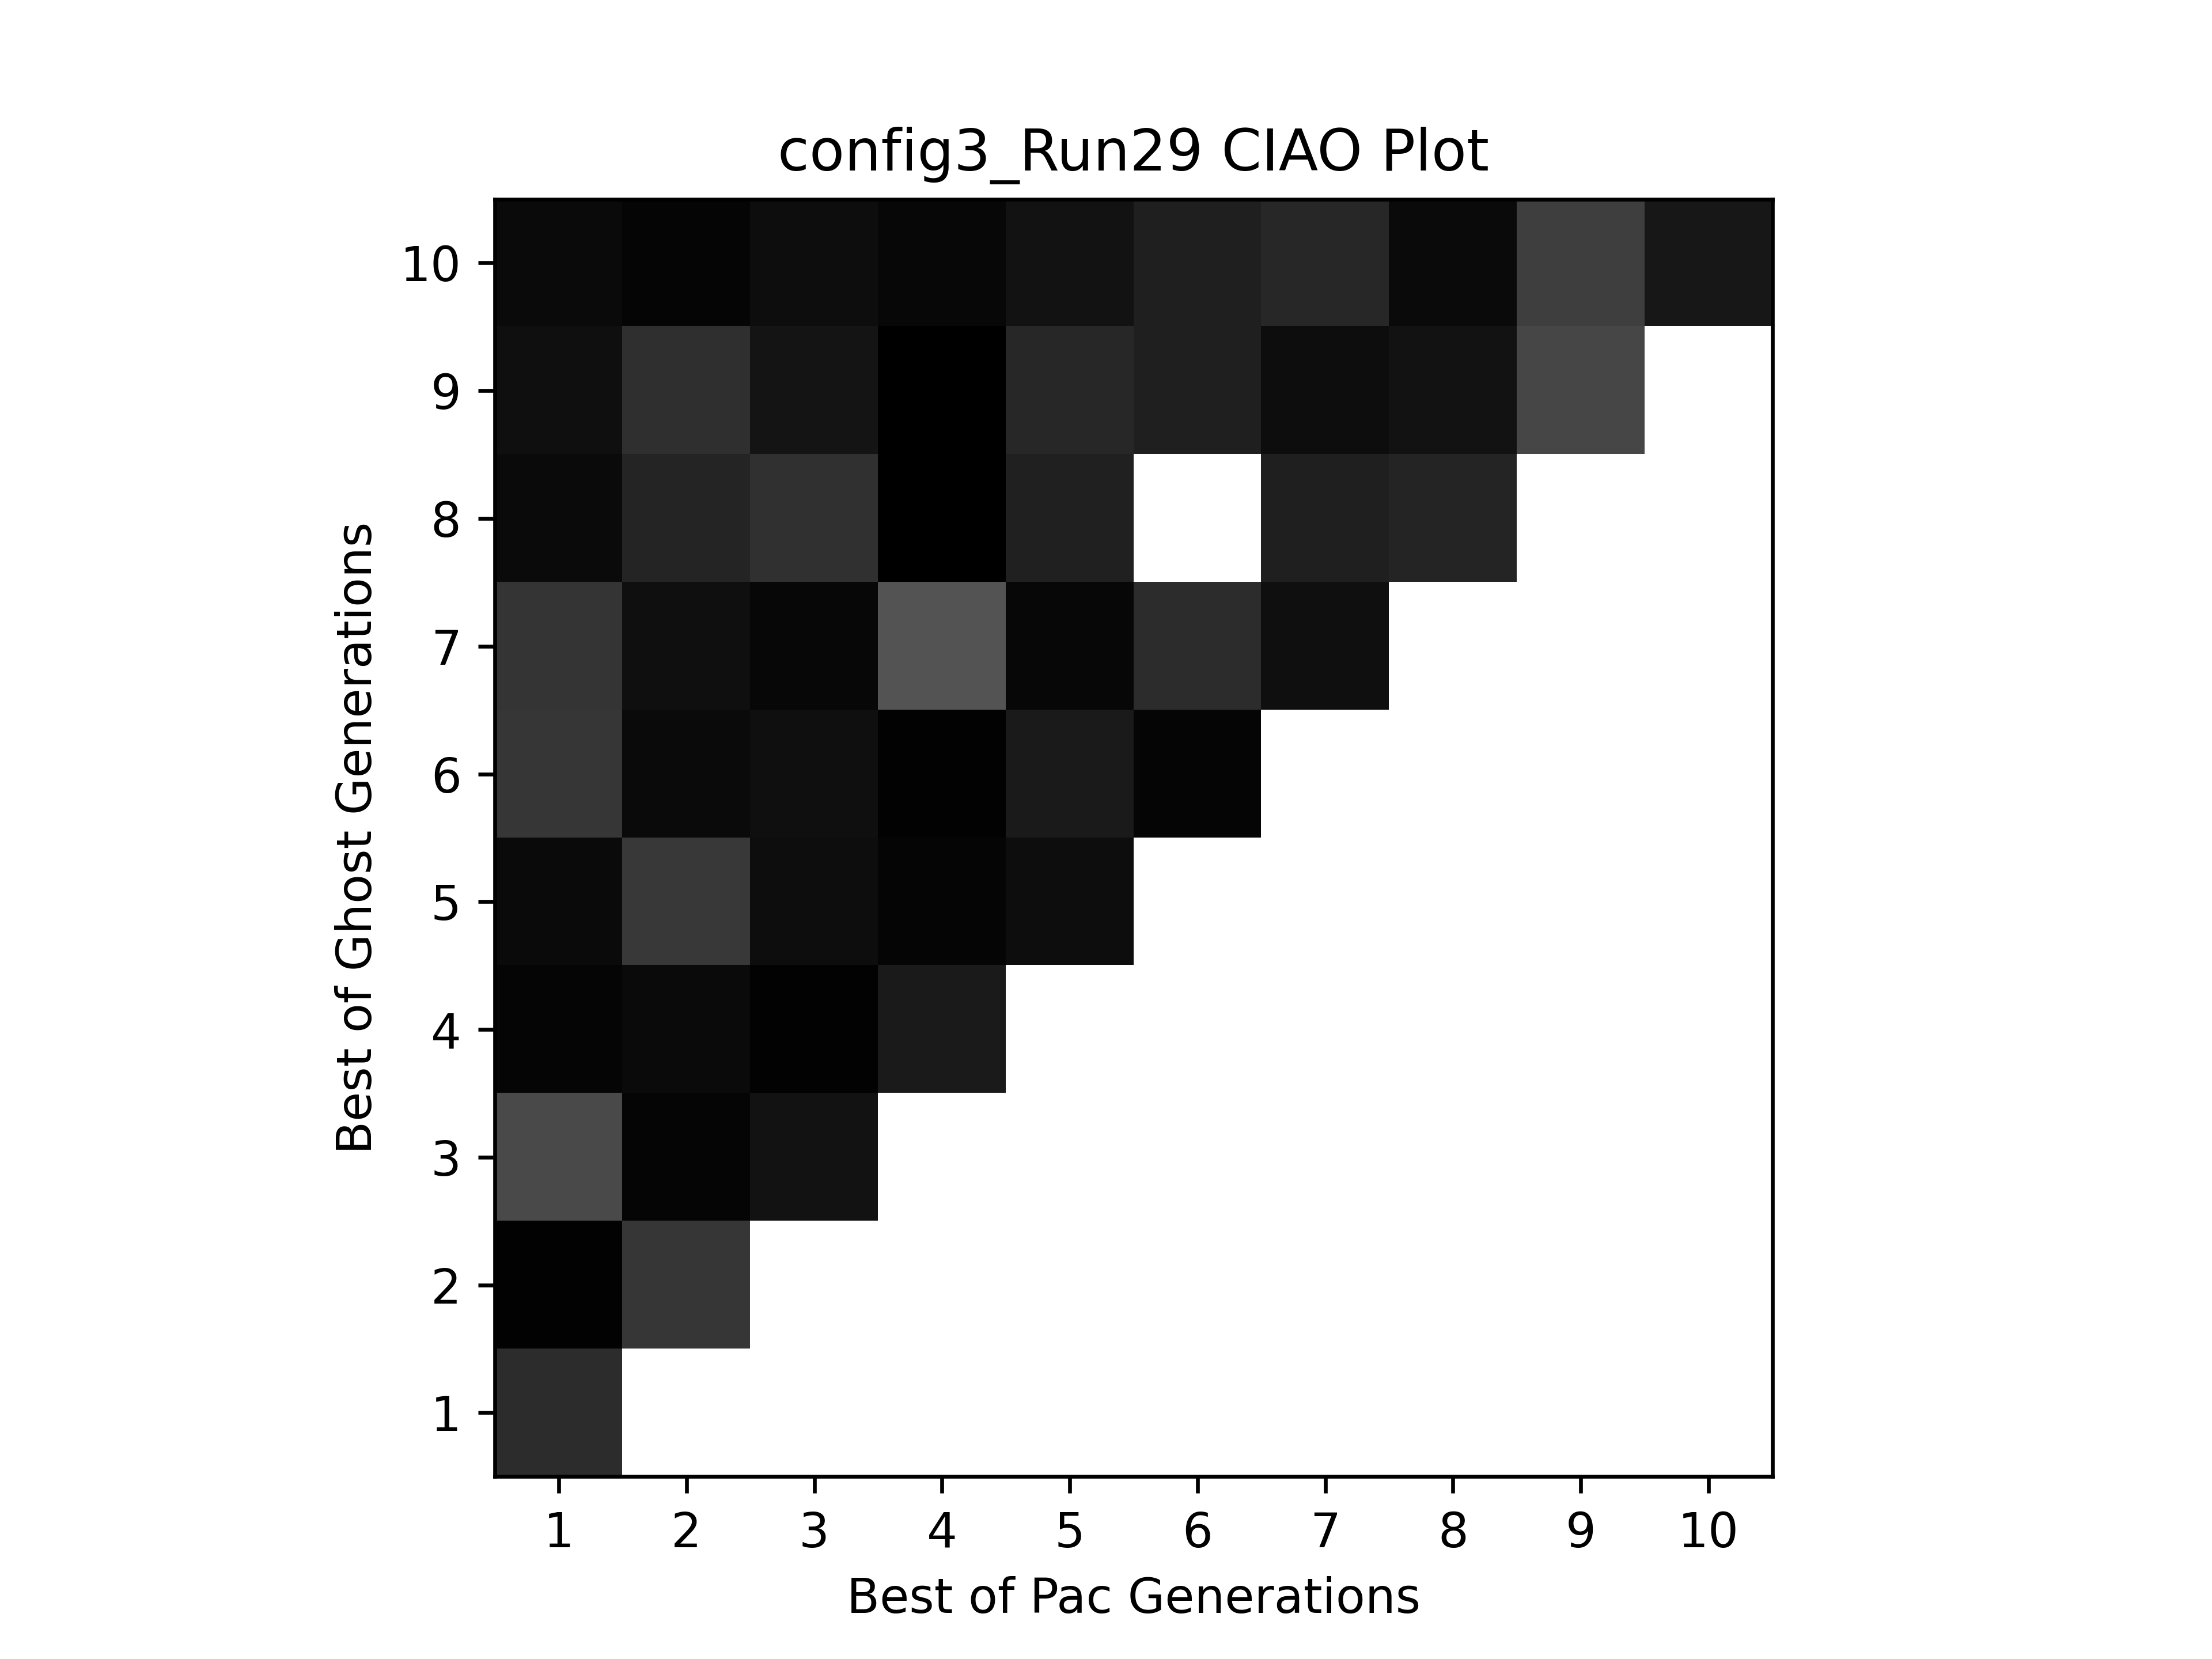 config3_Run29 CIAO Plot
Best of Ghost Generations
10
9
8
7
6
5
4
3
2
1
1 2 3 4 5 6 7 8 9 10
Best of Pac Generations